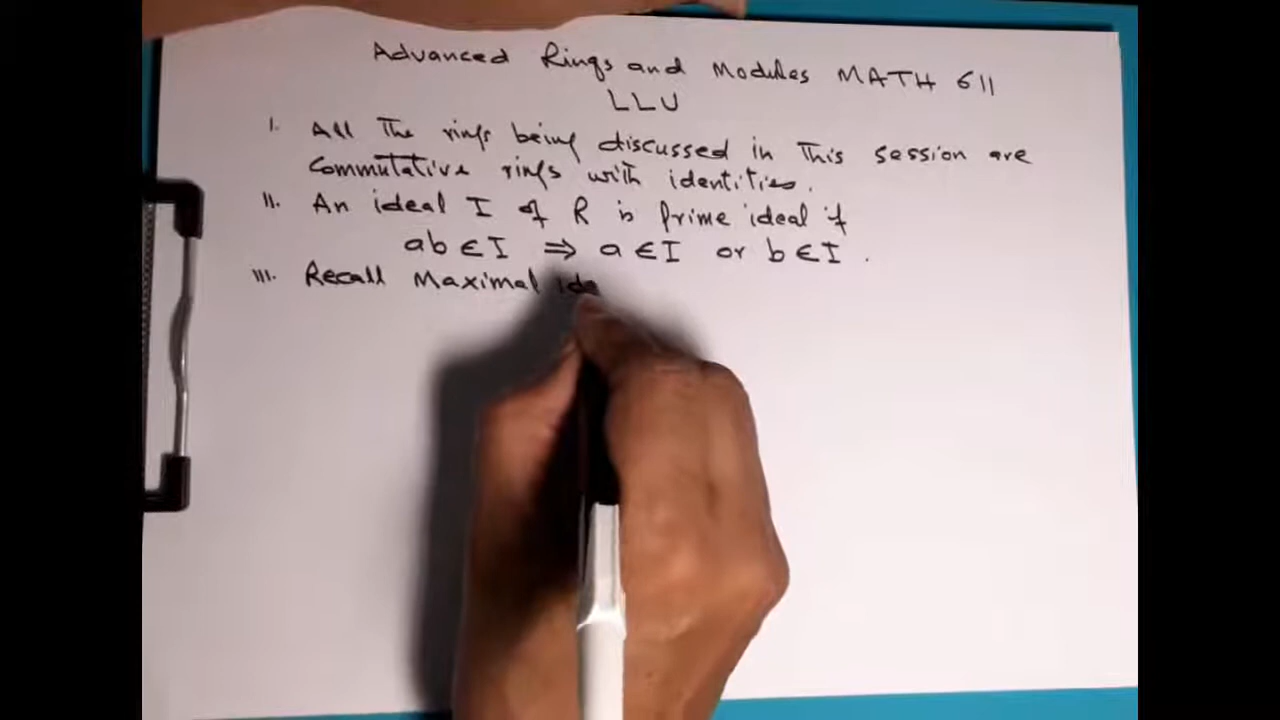 Advanced Rings and Modules MATH 611
LLU
I. All The rings being discussed in This session are
Commutative rings with identities.
II. An ideal I of R is prime ideal if
ab ∈ I ⇒ a ∈ I or b ∈ I.
III. Recall Maximal ide